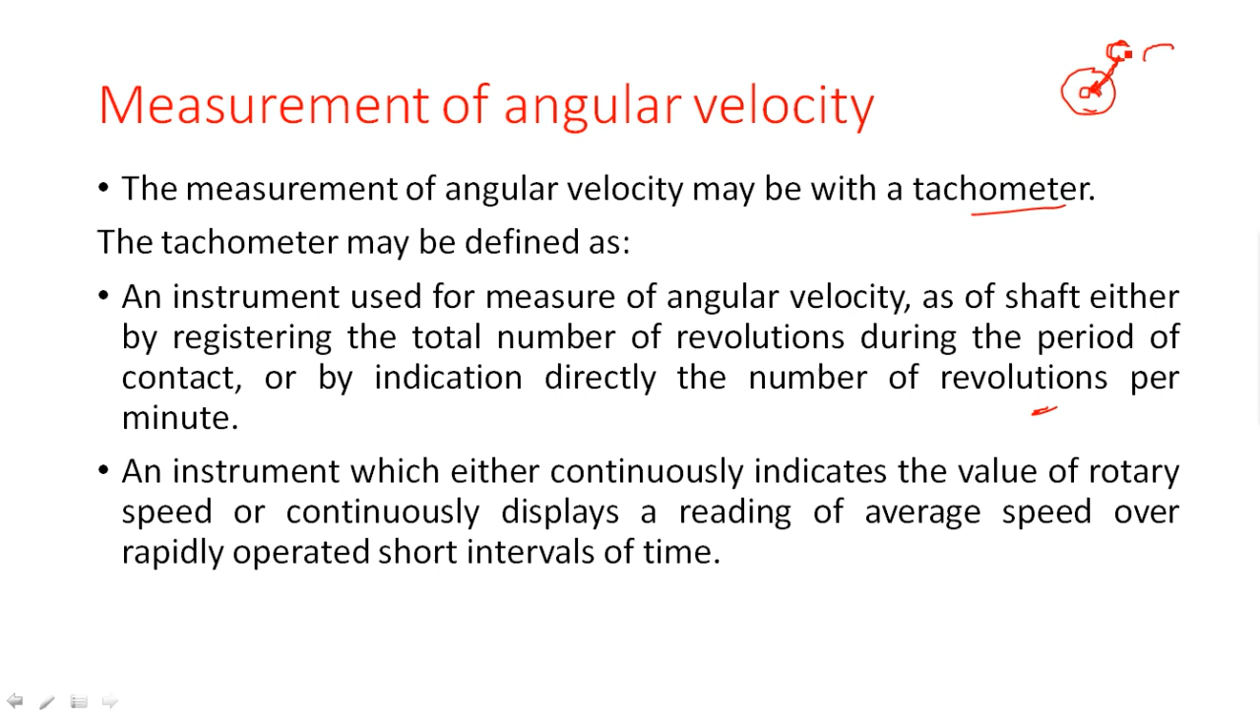 Measurement of angular velocity
• The measurement of angular velocity may be with a tachometer.
The tachometer may be defined as:
• An instrument used for measure of angular velocity, as of shaft either
by registering the total number of revolutions during the period of
contact, or by indication directly the number of revolutions per
minute.
• An instrument which either continuously indicates the value of rotary
speed or continuously displays a reading of average speed over
rapidly operated short intervals of time.